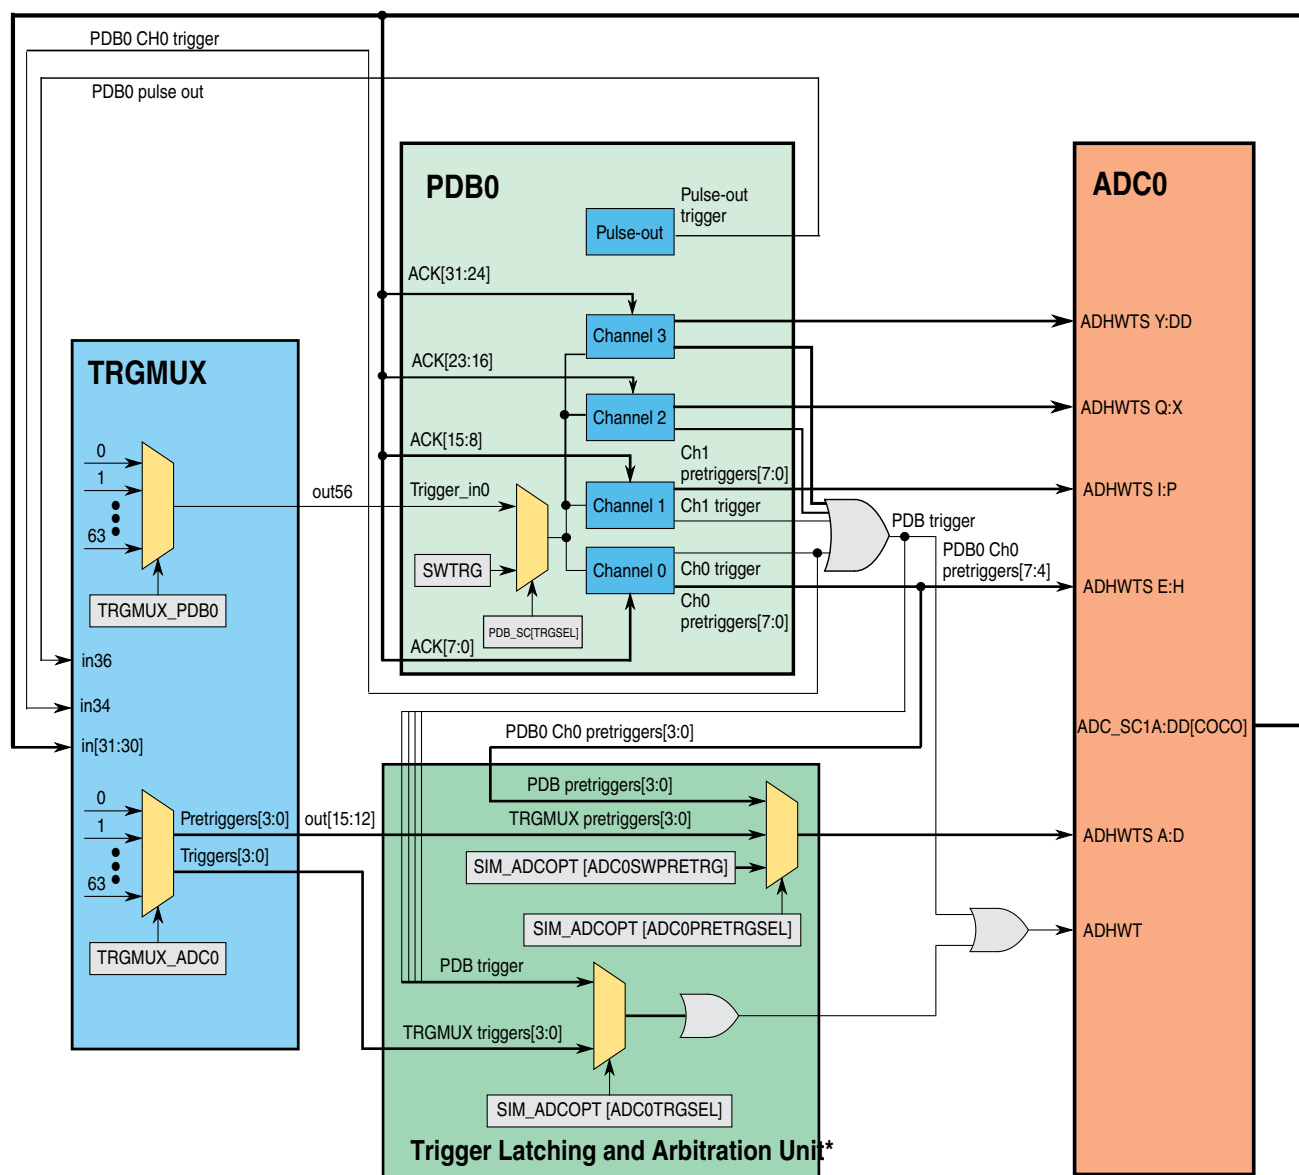 PDB0 CH0 trigger
PDB0 pulse out
PDB0
Pulse-out
trigger
Pulse-out
ADC0
ACK[31:24]
Channel 3
ADHWTS Y:DD
TRGMUX
ACK[23:16]
Channel 2
ADHWTS Q:X
0
1
63
ACK[15:8]
Ch1
pretriggers[7:0]
out56
Trigger_in0
Channel 1
Ch1 trigger
ADHWTS I:P
PDB trigger
PDB0 Ch0
pretriggers[7:4]
SWTRG
Channel 0
Ch0 trigger
Ch0
pretriggers[7:0]
ADHWTS E:H
TRGMUX_PDB0
PDB_SC[TRGSEL]
ACK[7:0]
in36
in34
in[31:30]
PDB0 Ch0 pretriggers[3:0]
ADC_SC1A:DD[COCO]
PDB pretriggers[3:0]
0
1
63
Pretriggers[3:0]
out[15:12]
TRGMUX pretriggers[3:0]
ADHWTS A:D
Triggers[3:0]
SIM_ADCOPT [ADC0SWPRETRG]
SIM_ADCOPT [ADC0PRETRGSEL]
ADHWT
TRGMUX_ADC0
PDB trigger
TRGMUX triggers[3:0]
SIM_ADCOPT [ADC0TRGSEL]
Trigger Latching and Arbitration Unit*